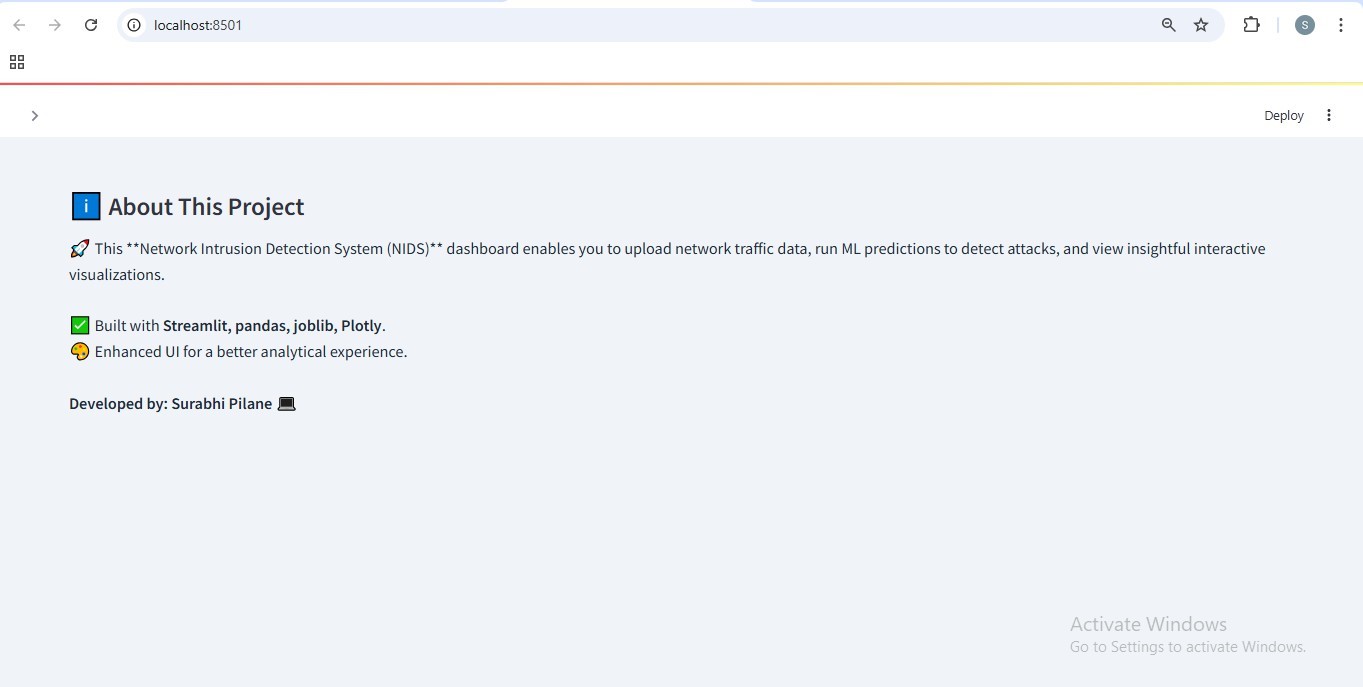 localhost:8501
S
Deploy
ℹ️ About This Project
🚀 This **Network Intrusion Detection System (NIDS)** dashboard enables you to upload network traffic data, run ML predictions to detect attacks, and view insightful interactive
visualizations.
✅ Built with Streamlit, pandas, joblib, Plotly.
🎨 Enhanced UI for a better analytical experience.
Developed by: Surabhi Pilane 💻
Activate Windows
Go to Settings to activate Windows.